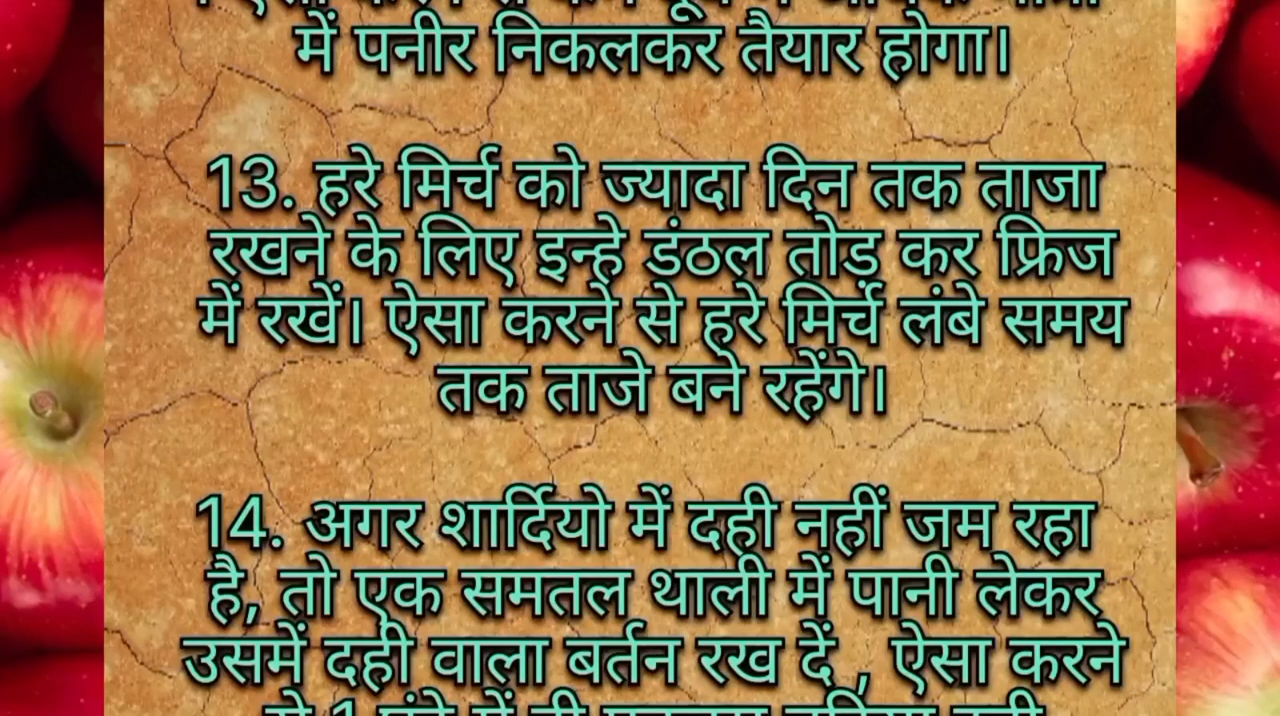 में पनीर निकलकर तैयार होगा।
13. हरे मिर्च को ज्यादा दिन तक ताजा
रखने के लिए इन्हे डंठल तोड़ कर फ्रिज
में रखें। ऐसा करने से हरे मिर्च लंबे समय
तक ताजे बने रहेंगे।
14. अगर शार्दियो में दही नहीं जम रहा
है, तो एक समतल थाली में पानी लेकर
उसमें दही वाला बर्तन रख दें , ऐसा करने